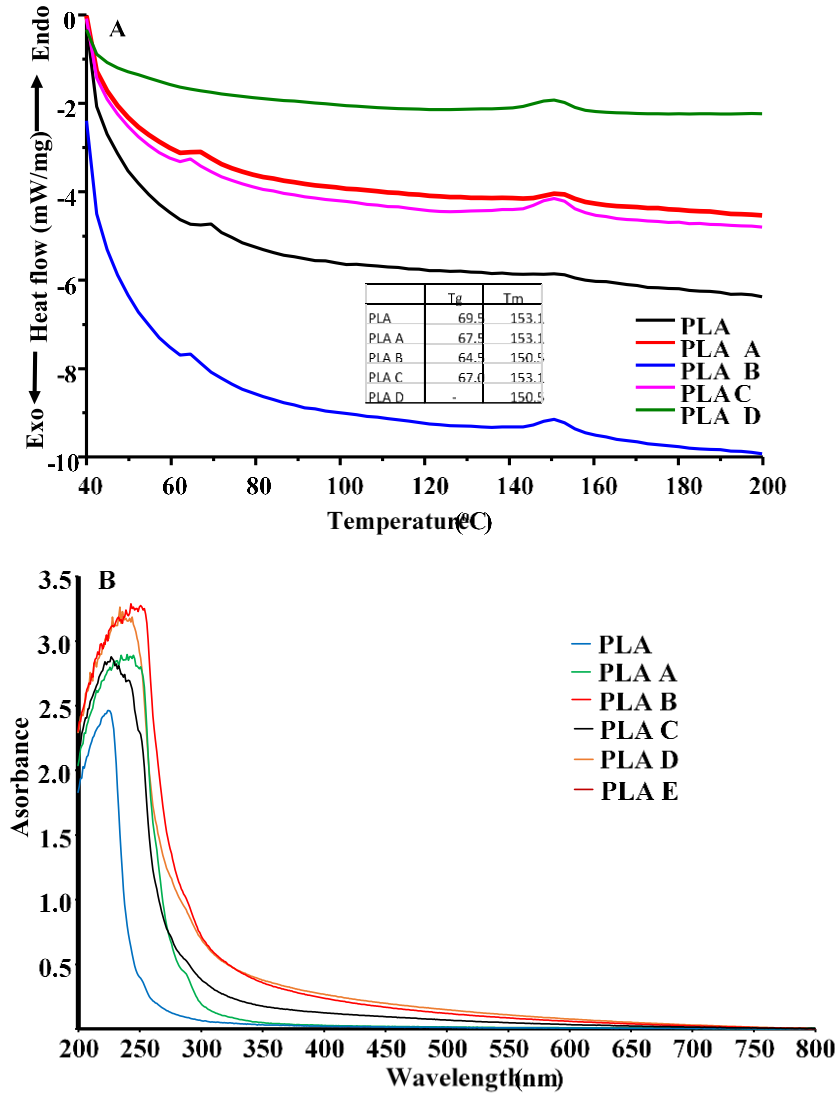 A
Endo
Heat flow (mW/mg)
Exo
0
-2
-4
-6
-8
-10
Tg Tm
PLA 69.5 153.1
PLA A 67.5 153.1
PLA B 64.5 150.5
PLA C 67.0 153.1
PLA D - 150.5
PLA
PLA A
PLA B
PLA C
PLA D
40 60 80 100 120 140 160 180 200
Temperature (ºC)
B
3.5
3.0
2.5
2.0
1.5
1.0
0.5
Asorbance
PLA
PLA A
PLA B
PLA C
PLA D
PLA E
200 250 300 350 400 450 500 550 600 650 700 750 800
Wavelength (nm)